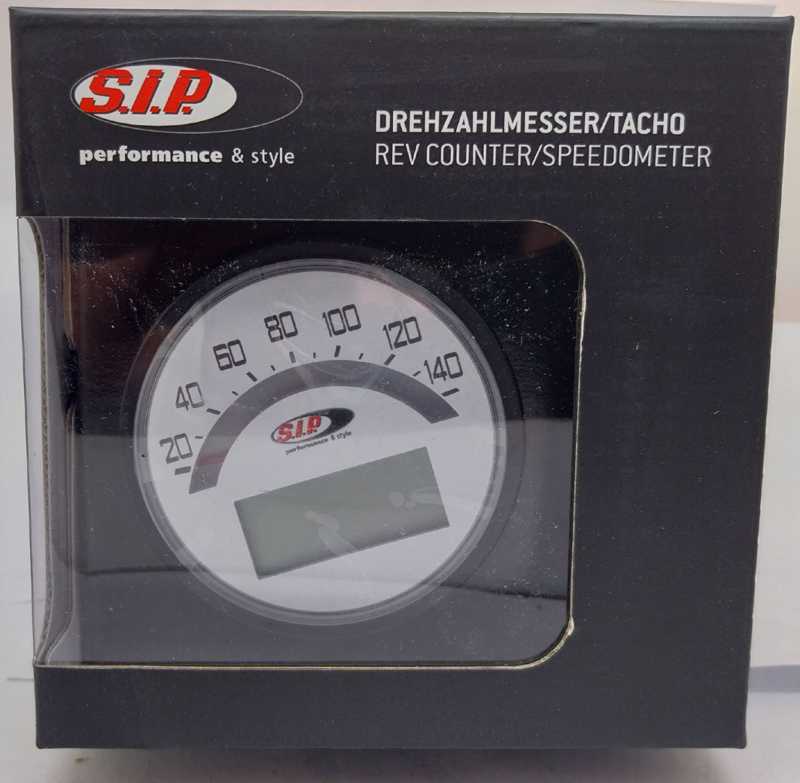 S.I.P.
performance & style
DREHZAHLMESSER/TACHO
REV COUNTER/SPEEDOMETER
20 40 60 80 100 120 140
S.I.P.
performance & style